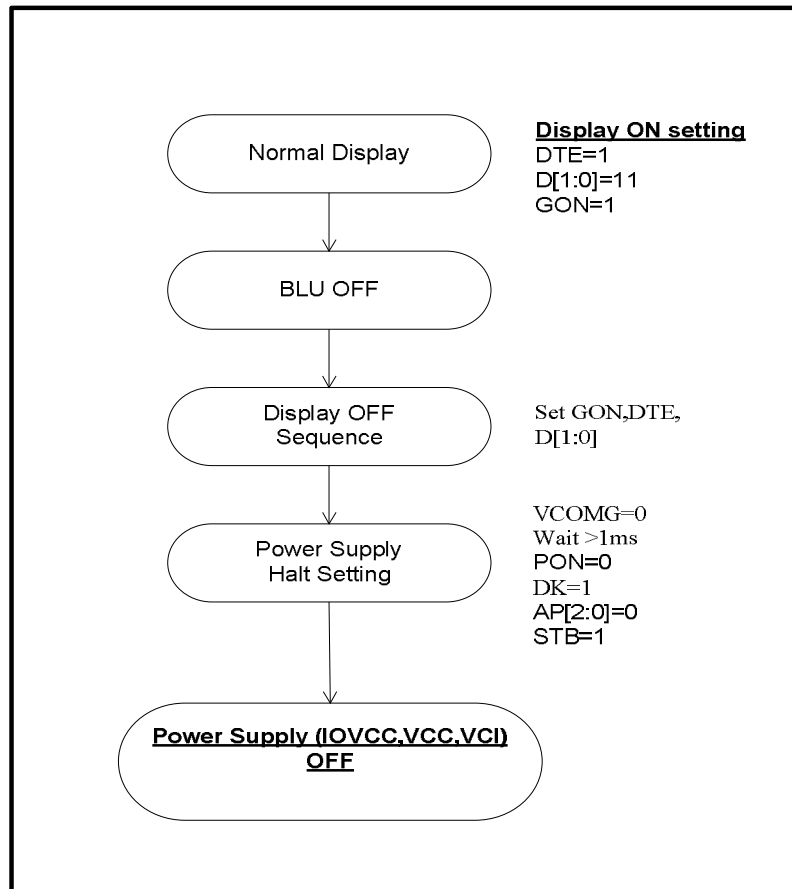 Normal Display
Display ON setting
DTE=1
D[1:0]=11
GON=1
BLU OFF
Display OFF
Sequence
Set GON,DTE,
D[1:0]
Power Supply
Halt Setting
VCOMG=0
Wait >1ms
PON=0
DK=1
AP[2:0]=0
STB=1
Power Supply (IOVCC,VCC,VCI)
OFF